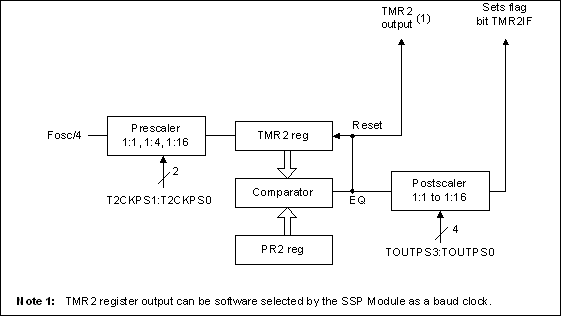 TMR2
output (1)
Sets flag
bit TMR2IF
Reset
Fosc/4
Prescaler
1:1, 1:4, 1:16
TMR2 reg
2
T2CKPS1:T2CKPS0
Comparator
EQ
Postscaler
1:1 to 1:16
PR2 reg
4
TOUTPS3:TOUTPS0
Note 1: TMR2 register output can be software selected by the SSP Module as a baud clock.